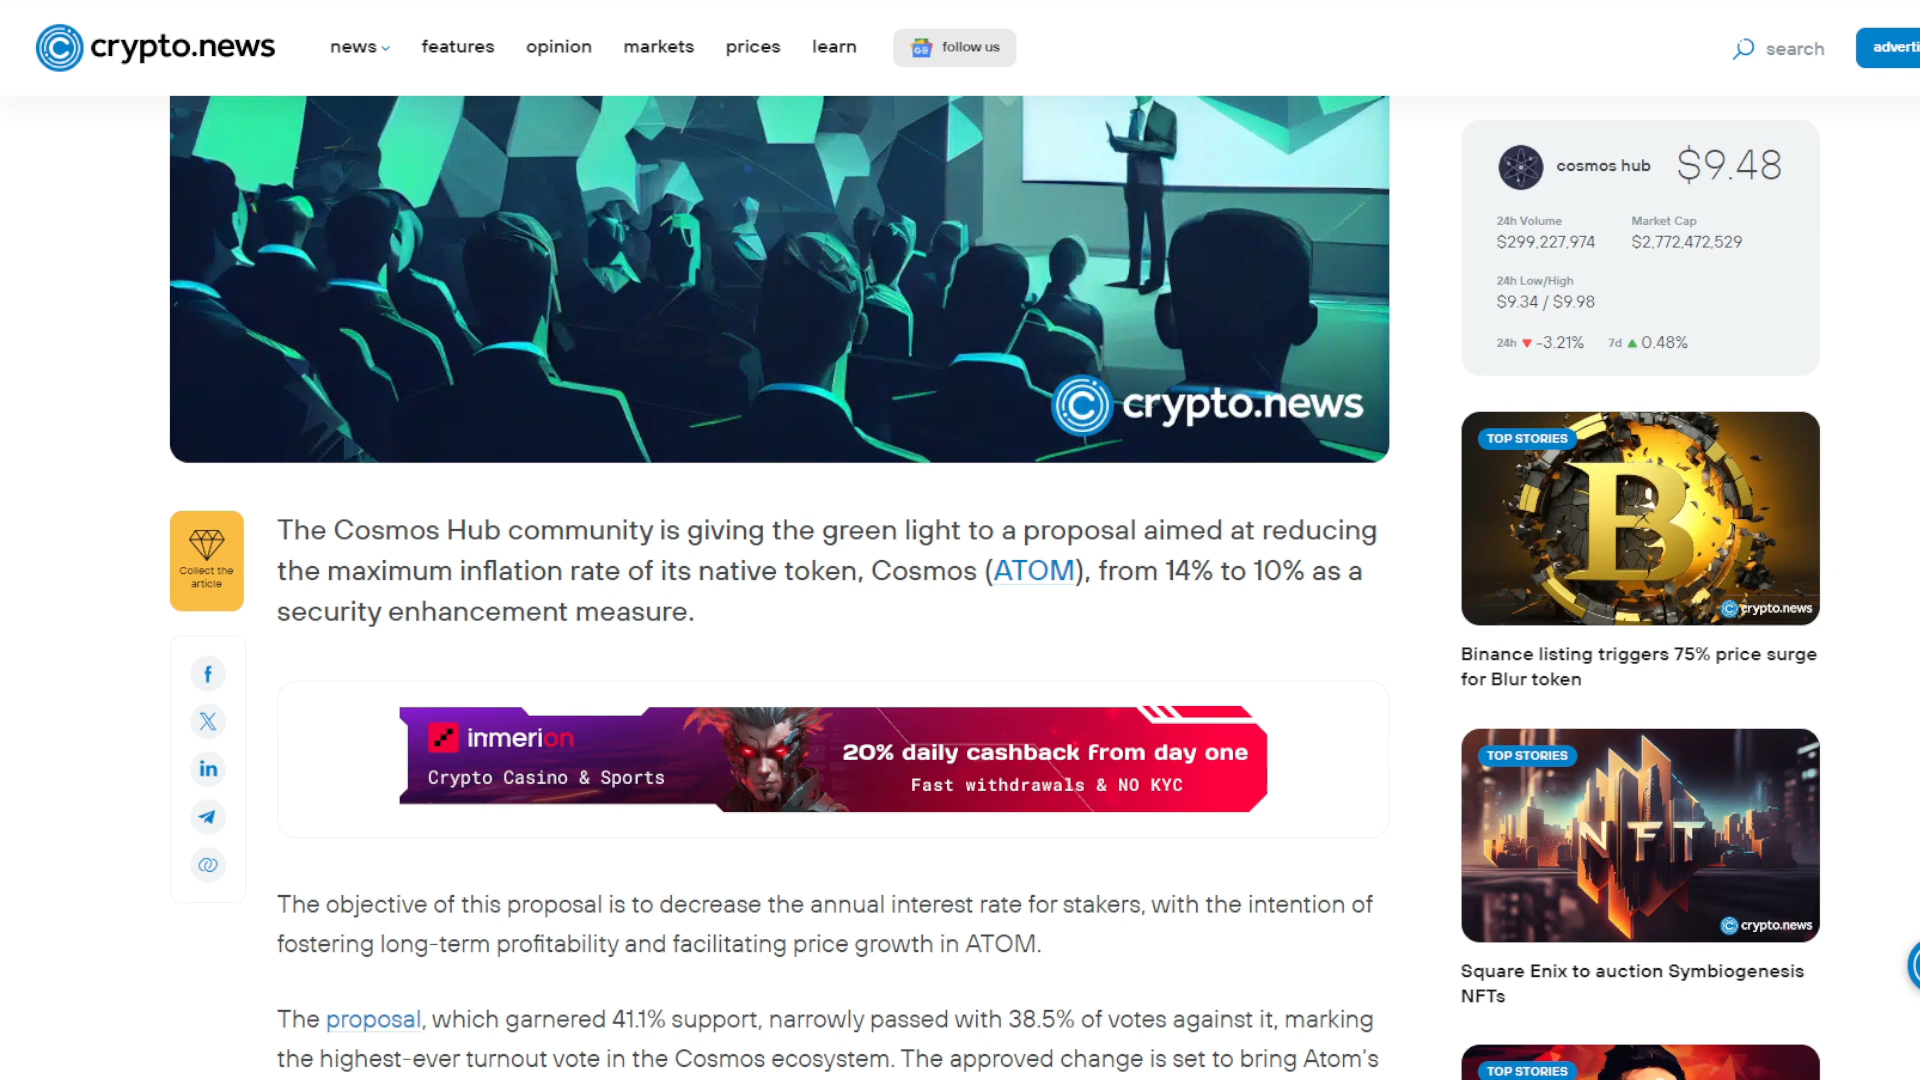 crypto.news
news
features
opinion
markets
prices
learn
follow us
search
adverti
crypto.news
cosmos hub
$9.48
24h Volume
Market Cap
$299,227,974
$2,772,472,529
24h Low/High
$9.34 / $9.98
24h -3.21%
7d 0.48%
Collect the
article
The Cosmos Hub community is giving the green light to a proposal aimed at reducing
the maximum inflation rate of its native token, Cosmos (ATOM), from 14% to 10% as a
security enhancement measure.
inmerion
Crypto Casino & Sports
20% daily cashback from day one
Fast withdrawals & NO KYC
The objective of this proposal is to decrease the annual interest rate for stakers, with the intention of
fostering long-term profitability and facilitating price growth in ATOM.
The proposal, which garnered 41.1% support, narrowly passed with 38.5% of votes against it, marking
the highest-ever turnout vote in the Cosmos ecosystem. The approved change is set to bring Atom's
TOP STORIES
B
crypto.news
Binance listing triggers 75% price surge
for Blur token
TOP STORIES
NFT
crypto.news
Square Enix to auction Symbiogenesis
NFTs
TOP STORIES